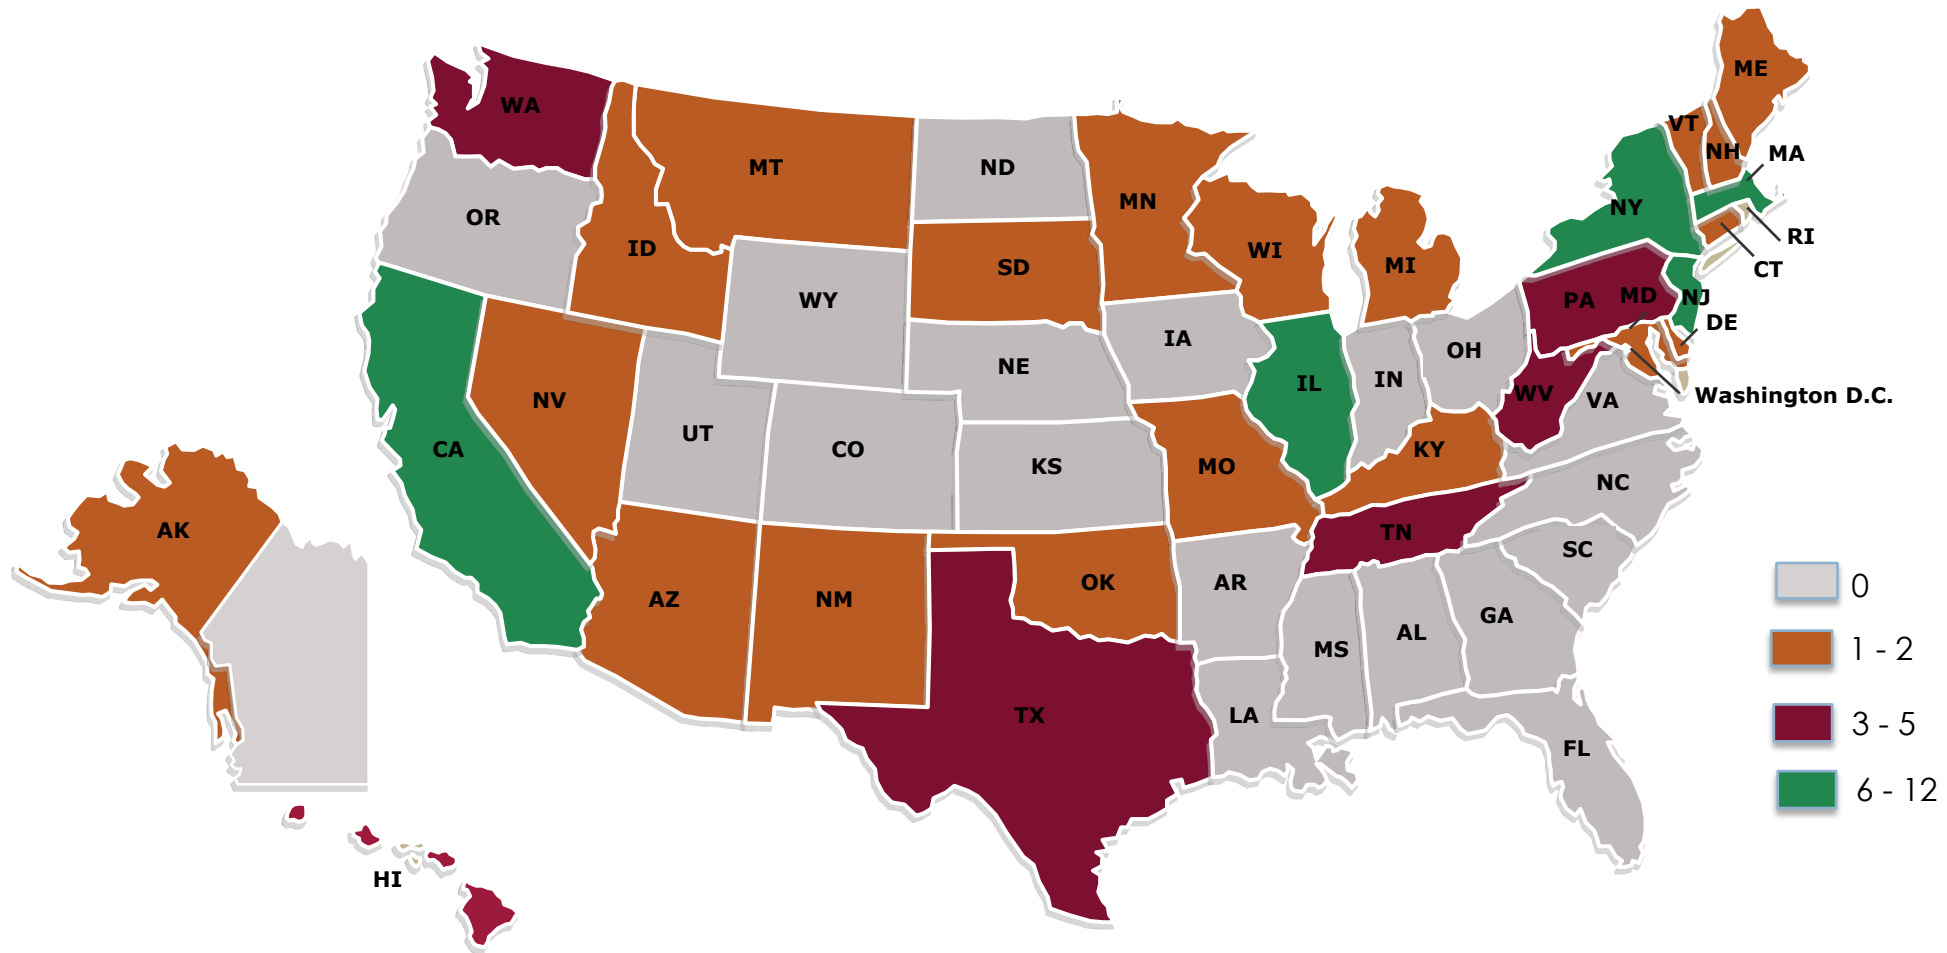 ME
WA
VT
NH
MA
MT
ND
MN
NY
OR
RI
ID
WI
MI
SD
CT
WY
PA
MD
NJ
DE
IA
OH
NE
IN
IL
WV
VA
Washington D.C.
NV
UT
CO
KS
MO
KY
CA
NC
AK
TN
SC
AR
OK
0
AZ
NM
GA
MS
AL
1 - 2
TX
LA
3 - 5
FL
6 - 12
HI